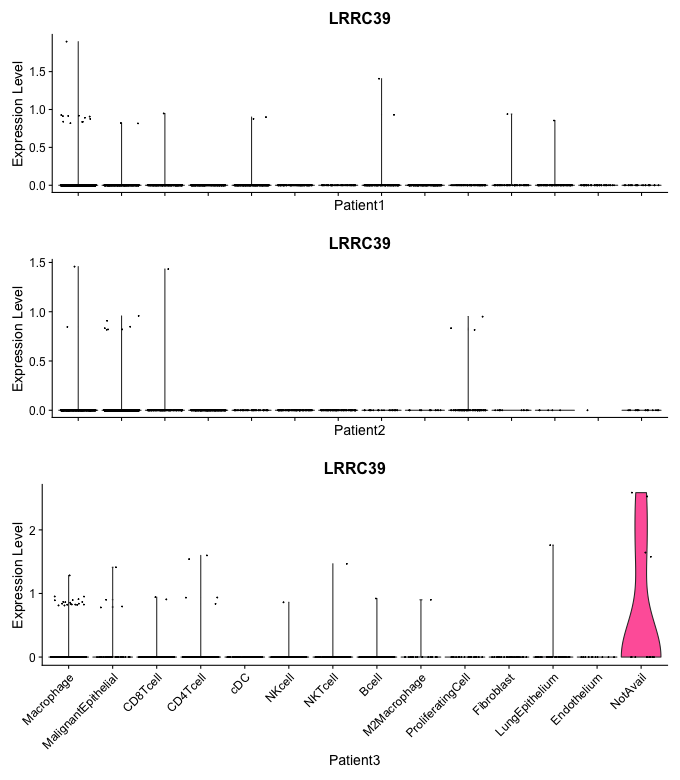 LRRC39
Expression Level
1.5
1.0
0.5
0.0
Patient1
LRRC39
Expression Level
1.5
1.0
0.5
0.0
Patient2
LRRC39
Expression Level
2
1
0
Macrophage
MalignantEpithelial
CD8Tcell
CD4Tcell
cDC
NKcell
NKTcell
Bcell
M2Macrophage
ProliferatingCell
Fibroblast
LungEpithelium
Endothelium
NotAvail
Patient3